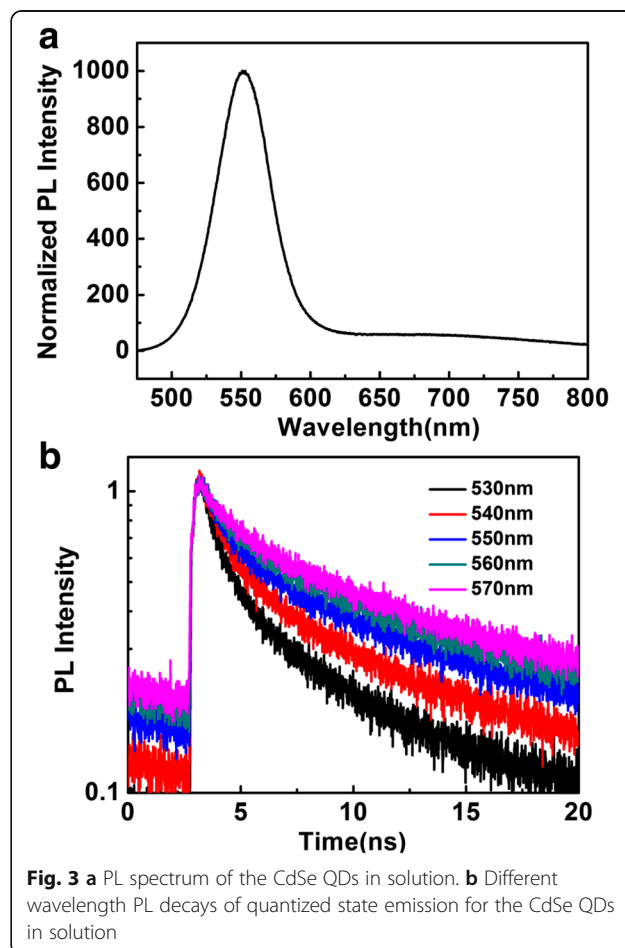 a
Normalized PL Intensity
1000
800
600
400
200
0
500 550 600 650 700 750 800
Wavelength(nm)
b
530nm
540nm
550nm
560nm
570nm
PL Intensity
1
0.1
0 5 10 15 20
Time(ns)
Fig. 3 a PL spectrum of the CdSe QDs in solution. b Different
wavelength PL decays of quantized state emission for the CdSe QDs
in solution